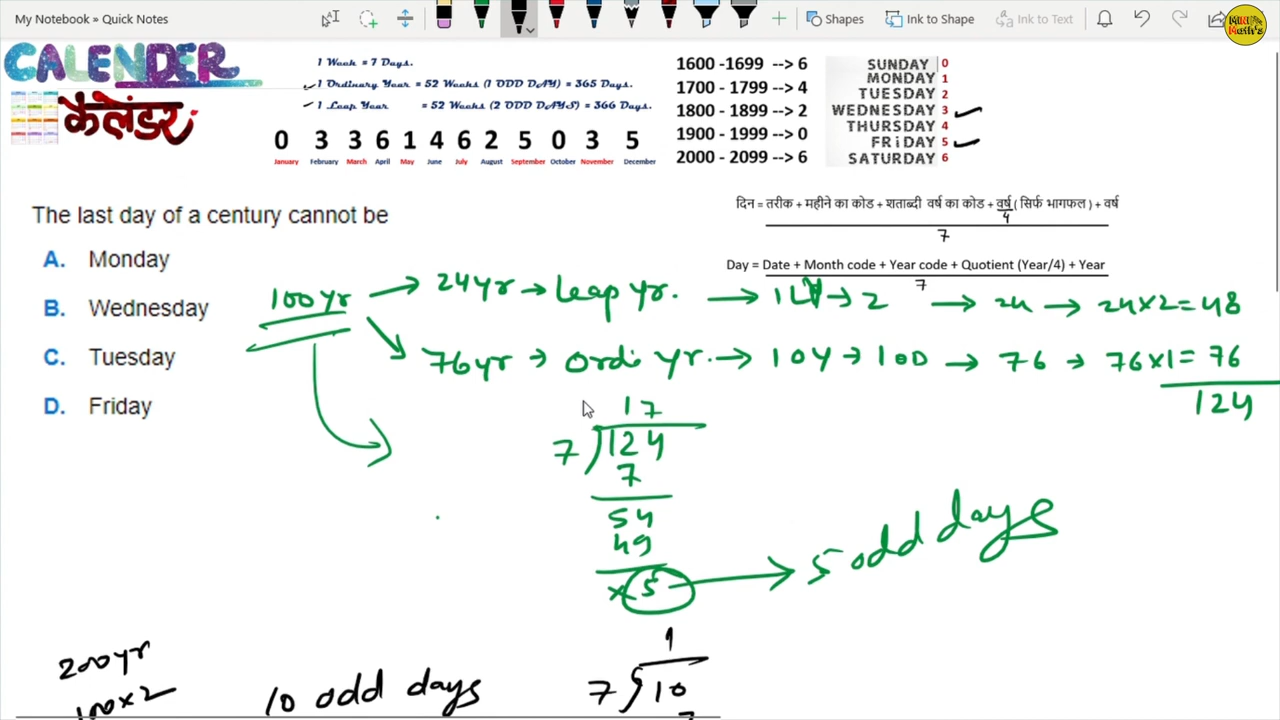 My Notebook » Quick Notes
Shapes
Ink to Shape
Ink to Text
MiNi Math's
CALENDER
कैलेंडर
1 Week = 7 Days.
1 Ordinary Year = 52 Weeks (1 ODD DAY) = 365 Days.
1 Leap Year = 52 Weeks (2 ODD DAYS) = 366 Days.
0 3 3 6 1 4 6 2 5 0 3 5
January February March April May June July August September October November December
1600 -1699 --> 6
1700 - 1799 --> 4
1800 - 1899 --> 2
1900 - 1999 --> 0
2000 - 2099 --> 6
SUNDAY 0
MONDAY 1
TUESDAY 2
WEDNESDAY 3
THURSDAY 4
FRiDAY 5
SATURDAY 6
The last day of a century cannot be
A. Monday
B. Wednesday
C. Tuesday
D. Friday
दिन = तरीक + महीने का कोड + शताब्दी वर्ष का कोड + वर्ष ( सिर्फ भागफल ) + वर्ष
4
7
Day = Date + Month code + Year code + Quotient (Year/4) + Year
7
100yr → 24yr → Leap yr. → 1LY → 2 → 24 → 24×2=48
76yr → Ordi yr. → 1OY → 1OD → 76 → 76×1=76
124
17
7)124
7
54
49
×5 → 5 odd days
200yr
100×2
10 odd days
1
7)10
7